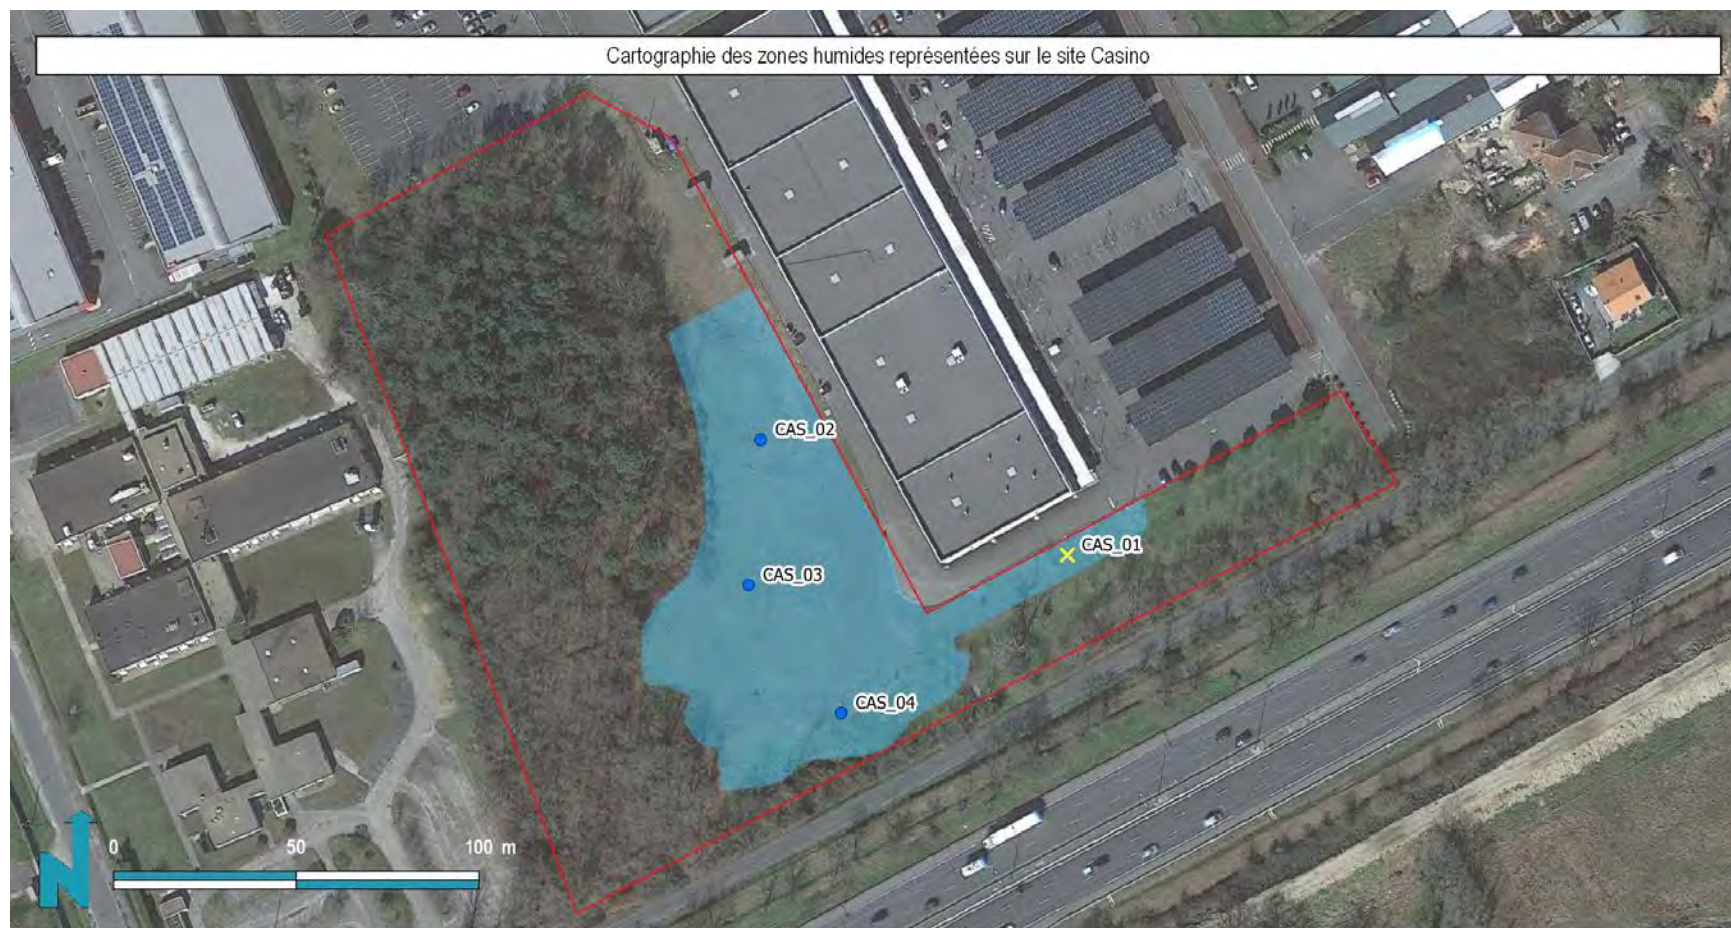 Cartographie des zones humides représentées sur le site Casino
CAS_02
CAS_01
CAS_03
CAS_04
0 50 100 m
N